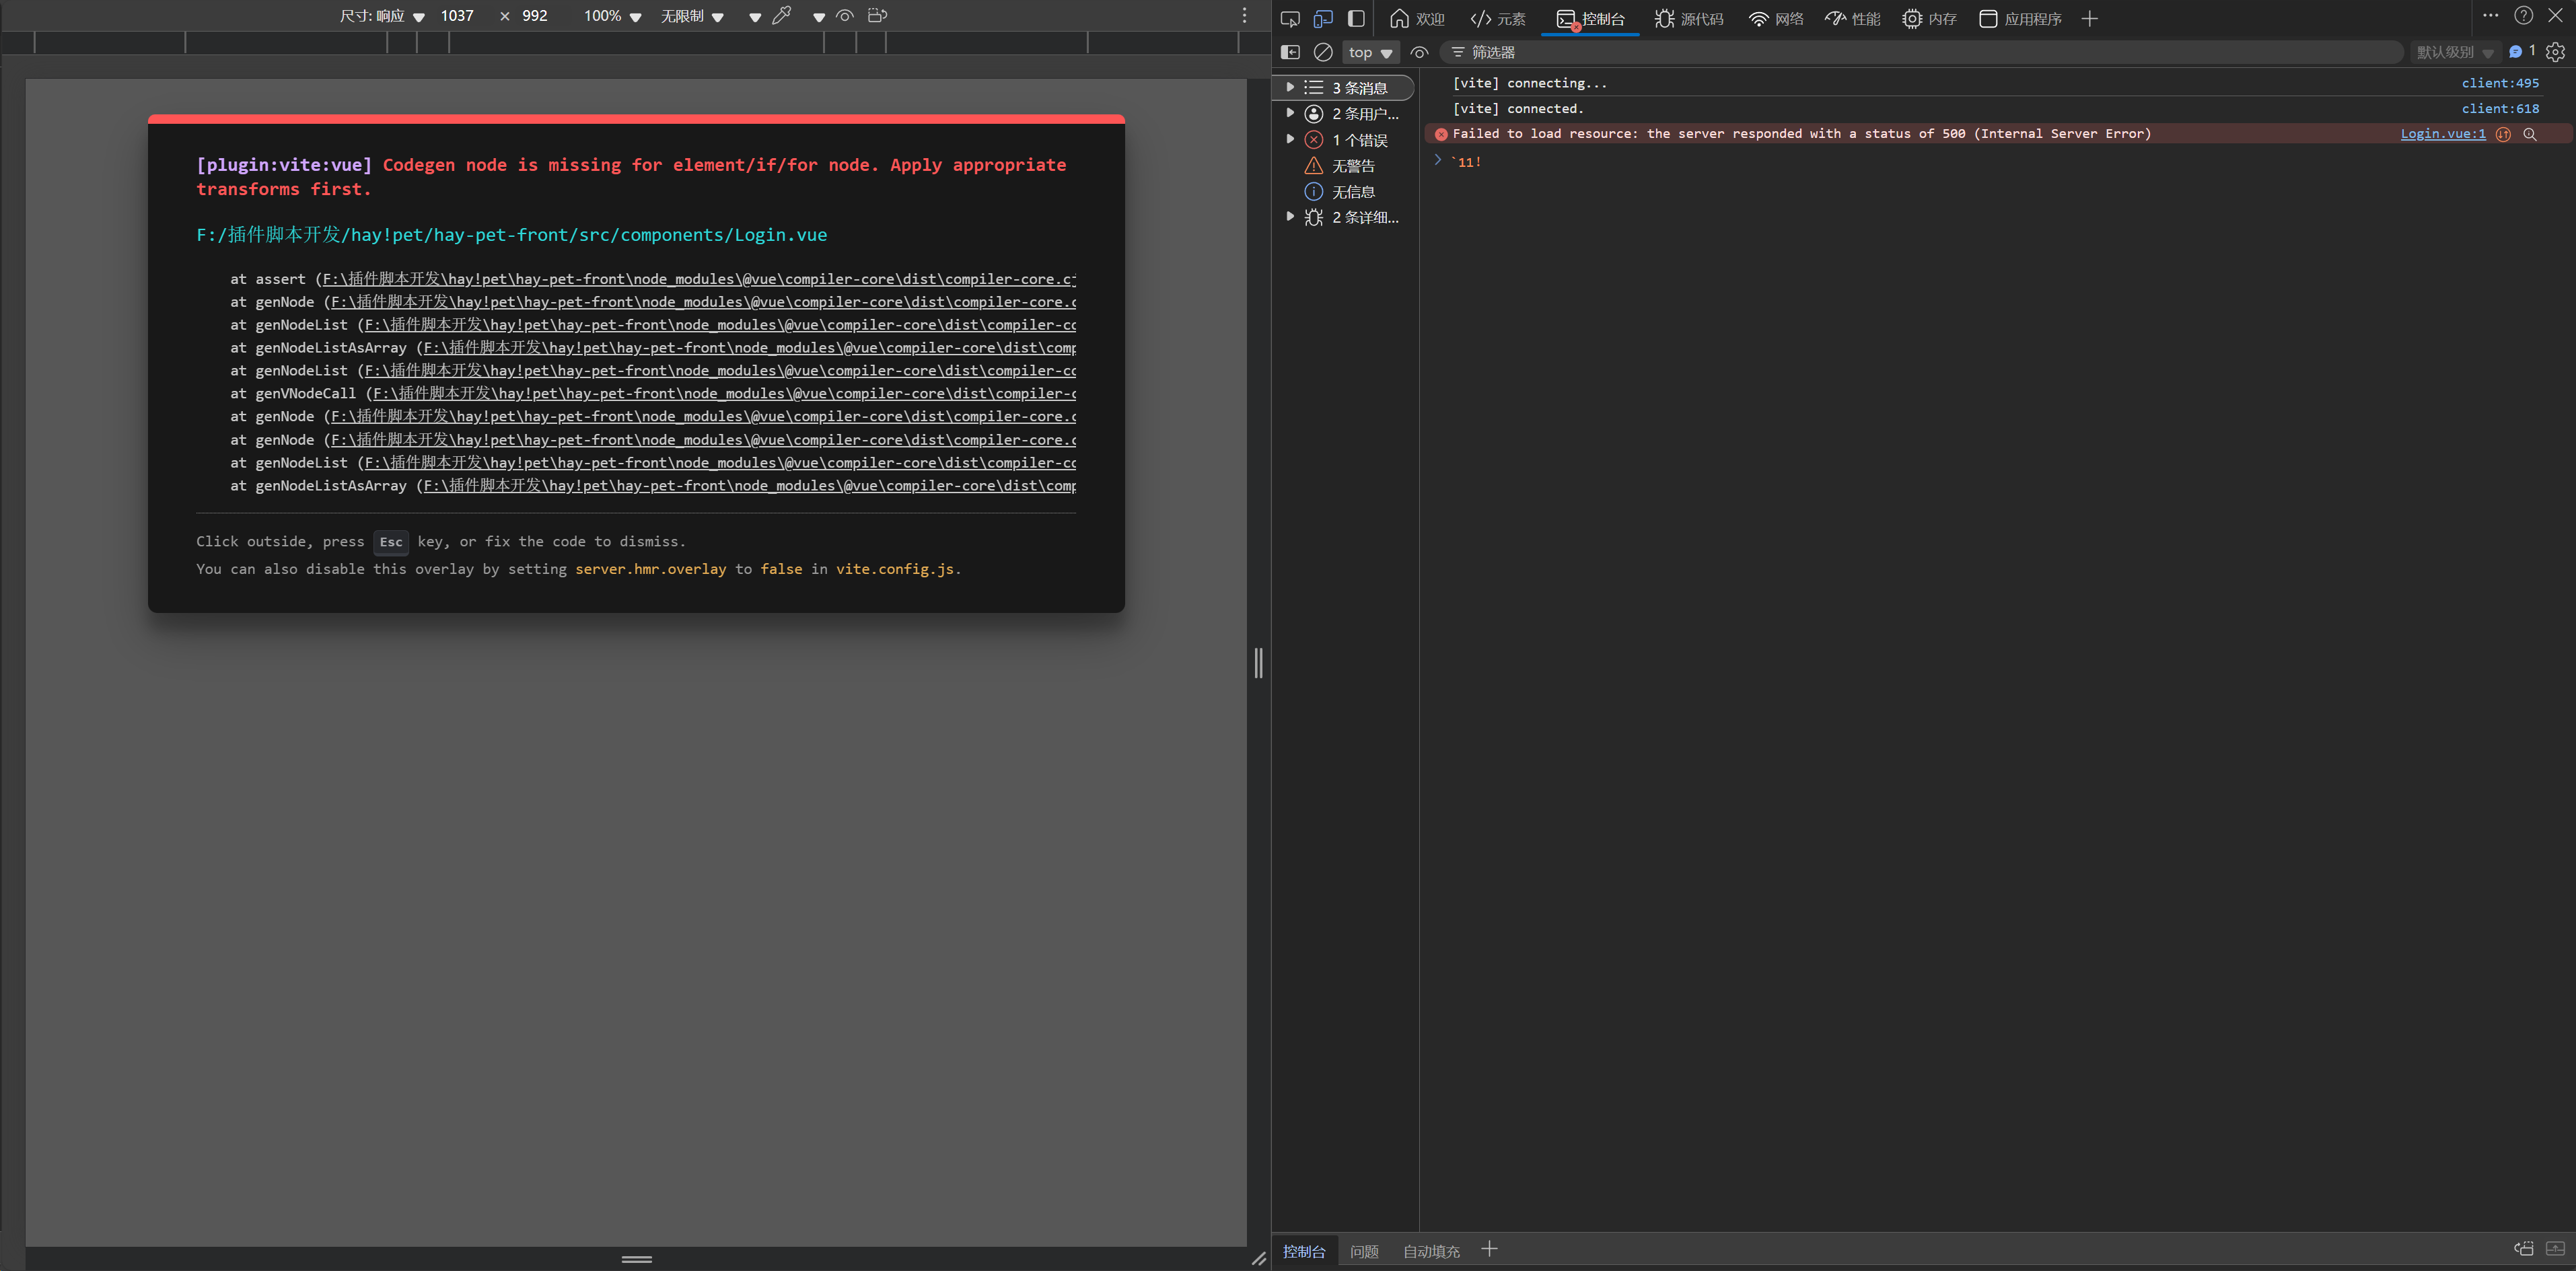 尺寸: 响应 1037 × 992 100% 无限制
[plugin:vite:vue] Codegen node is missing for element/if/for node. Apply appropriate
transforms first.
F:/插件脚本开发/hay!pet/hay-pet-front/src/components/Login.vue
at assert (F:\插件脚本开发\hay!pet\hay-pet-front\node_modules\@vue\compiler-core\dist\compiler-core.cj
at genNode (F:\插件脚本开发\hay!pet\hay-pet-front\node_modules\@vue\compiler-core\dist\compiler-core.c
at genNodeList (F:\插件脚本开发\hay!pet\hay-pet-front\node_modules\@vue\compiler-core\dist\compiler-co
at genNodeListAsArray (F:\插件脚本开发\hay!pet\hay-pet-front\node_modules\@vue\compiler-core\dist\comp
at genNodeList (F:\插件脚本开发\hay!pet\hay-pet-front\node_modules\@vue\compiler-core\dist\compiler-co
at genVNodeCall (F:\插件脚本开发\hay!pet\hay-pet-front\node_modules\@vue\compiler-core\dist\compiler-c
at genNode (F:\插件脚本开发\hay!pet\hay-pet-front\node_modules\@vue\compiler-core\dist\compiler-core.c
at genNode (F:\插件脚本开发\hay!pet\hay-pet-front\node_modules\@vue\compiler-core\dist\compiler-core.c
at genNodeList (F:\插件脚本开发\hay!pet\hay-pet-front\node_modules\@vue\compiler-core\dist\compiler-co
at genNodeListAsArray (F:\插件脚本开发\hay!pet\hay-pet-front\node_modules\@vue\compiler-core\dist\comp
Click outside, press Esc key, or fix the code to dismiss.
You can also disable this overlay by setting server.hmr.overlay to false in vite.config.js.
欢迎 元素 控制台 源代码 网络 性能 内存 应用程序
top 筛选器 默认级别 1
3 条消息
2 条用户...
1 个错误
无警告
无信息
2 条详细...
[vite] connecting... client:495
[vite] connected. client:618
Failed to load resource: the server responded with a status of 500 (Internal Server Error) Login.vue:1
`11!
控制台 问题 自动填充